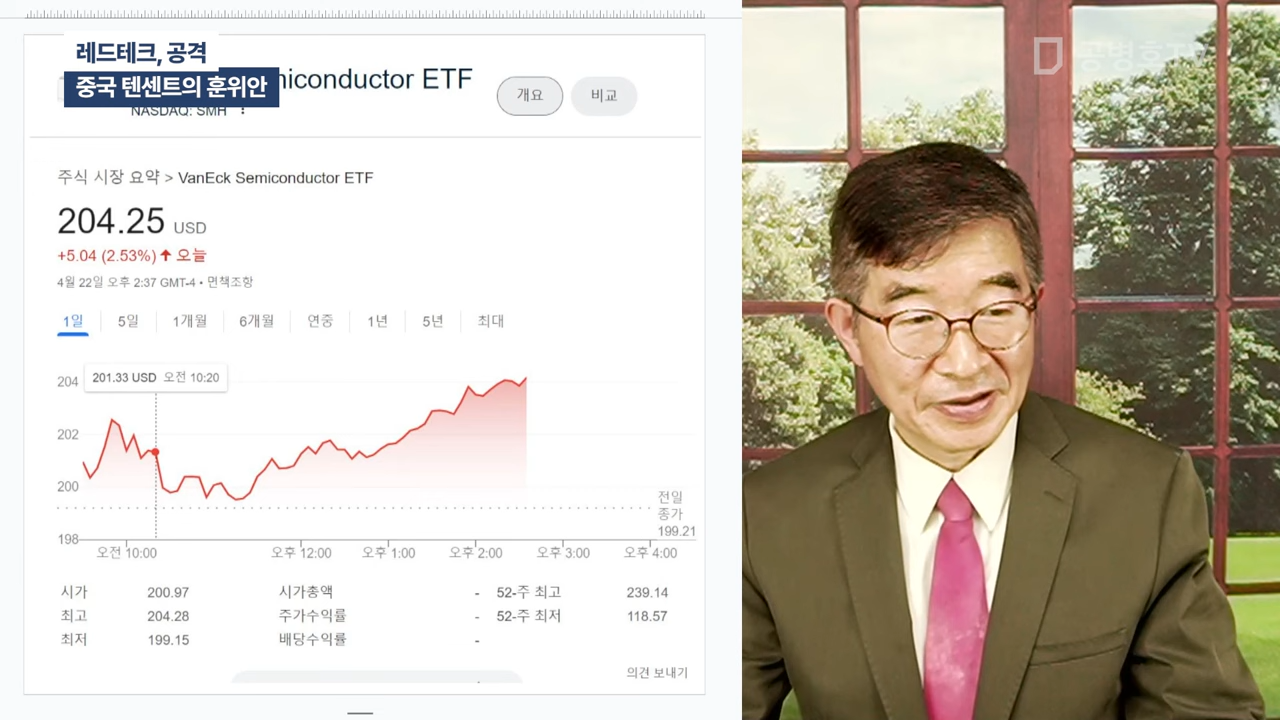 레드테크, 공격
중국 텐센트의 훈위안
niconductor ETF
NASDAQ: SMH
개요
비교
공병호TV
주식 시장 요약 > VanEck Semiconductor ETF
204.25 USD
+5.04 (2.53%) ↑ 오늘
4월 22일 오후 2:37 GMT-4 • 면책조항
1일 5일 1개월 6개월 연중 1년 5년 최대
201.33 USD 오전 10:20
204
202
200
198
전일
종가
199.21
오전 10:00 오후 12:00 오후 1:00 오후 2:00 오후 3:00 오후 4:00
시가 200.97 시가총액 - 52-주 최고 239.14
최고 204.28 주가수익률 - 52-주 최저 118.57
최저 199.15 배당수익률 -
의견 보내기